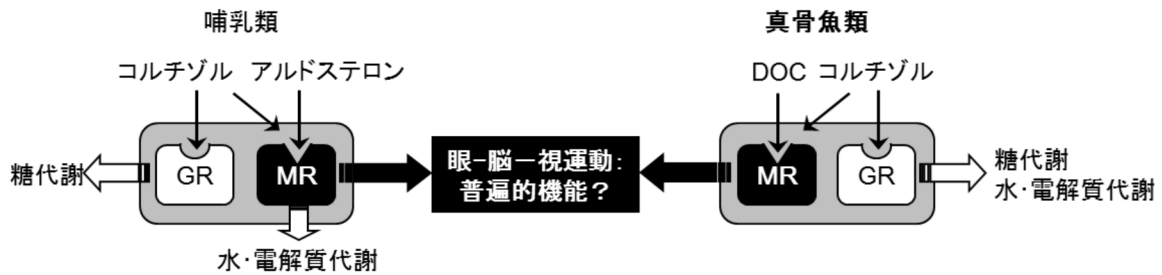 哺乳類
真骨魚類
コルチゾル アルドステロン
DOC コルチゾル
糖代謝
GR
MR
眼-脳－視運動:
普遍的機能？
MR
GR
糖代謝
水･電解質代謝
水･電解質代謝